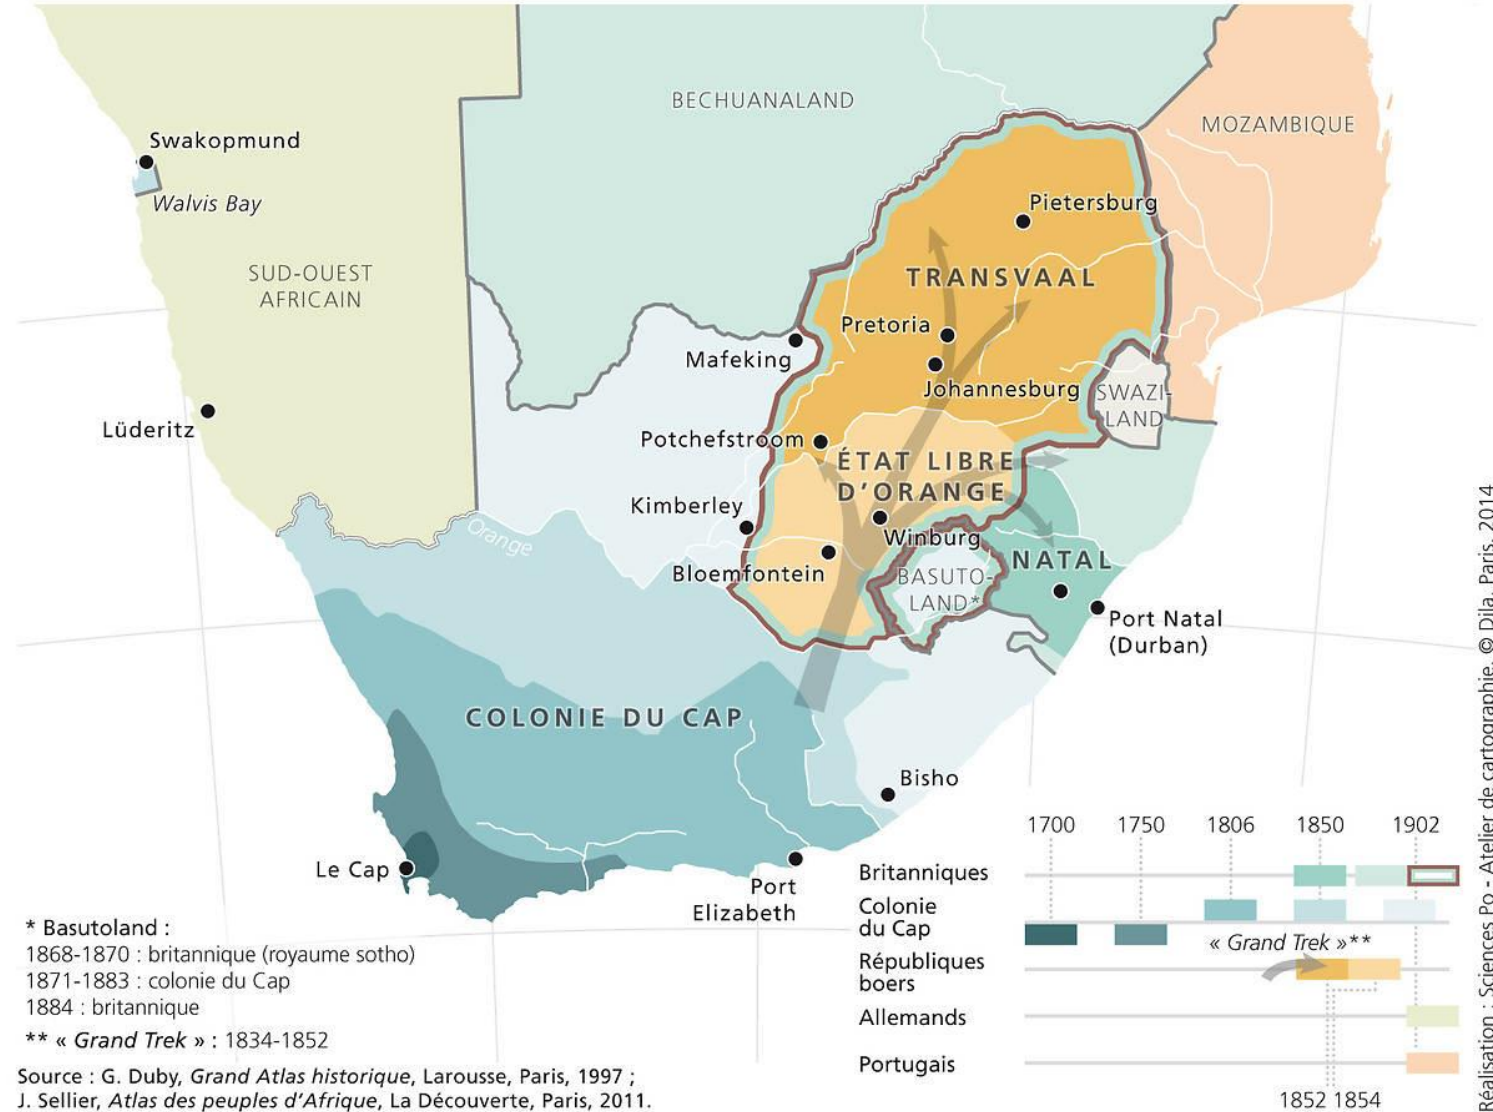 BECHUANALAND
MOZAMBIQUE
Swakopmund
Walvis Bay
Pietersburg
SUD-OUEST
AFRICAIN
TRANSVAAL
Pretoria
Mafeking
Johannesburg
SWAZI-
LAND
Lüderitz
Potchefstroom
ÉTAT LIBRE
D'ORANGE
Kimberley
Orange
Winburg
Bloemfontein
NATAL
BASUTO-
LAND*
Port Natal
(Durban)
COLONIE DU CAP
Bisho
Le Cap
Port
Elizabeth
1700 1750 1806 1850 1902
Britanniques
Colonie
du Cap
« Grand Trek »**
Républiques
boers
Allemands
Portugais
1852 1854
* Basutoland :
1868-1870 : britannique (royaume sotho)
1871-1883 : colonie du Cap
1884 : britannique
** « Grand Trek » : 1834-1852
Source : G. Duby, Grand Atlas historique, Larousse, Paris, 1997 ;
J. Sellier, Atlas des peuples d'Afrique, La Découverte, Paris, 2011.
Réalisation : Sciences Po - Atelier de cartographie. © Dila, Paris, 2014